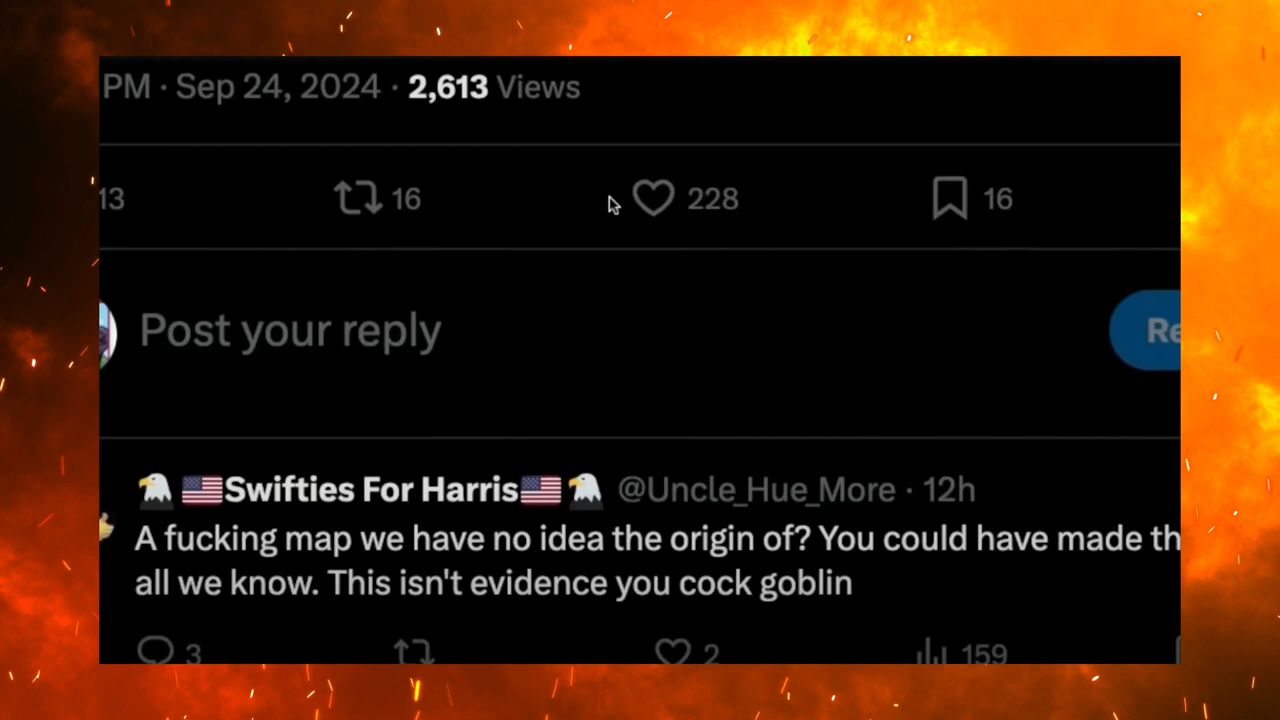 PM · Sep 24, 2024 · 2,613 Views
13 16 228 16
Post your reply Re
Swifties For Harris @Uncle_Hue_More · 12h
A fucking map we have no idea the origin of? You could have made th
all we know. This isn't evidence you cock goblin
3 2 159